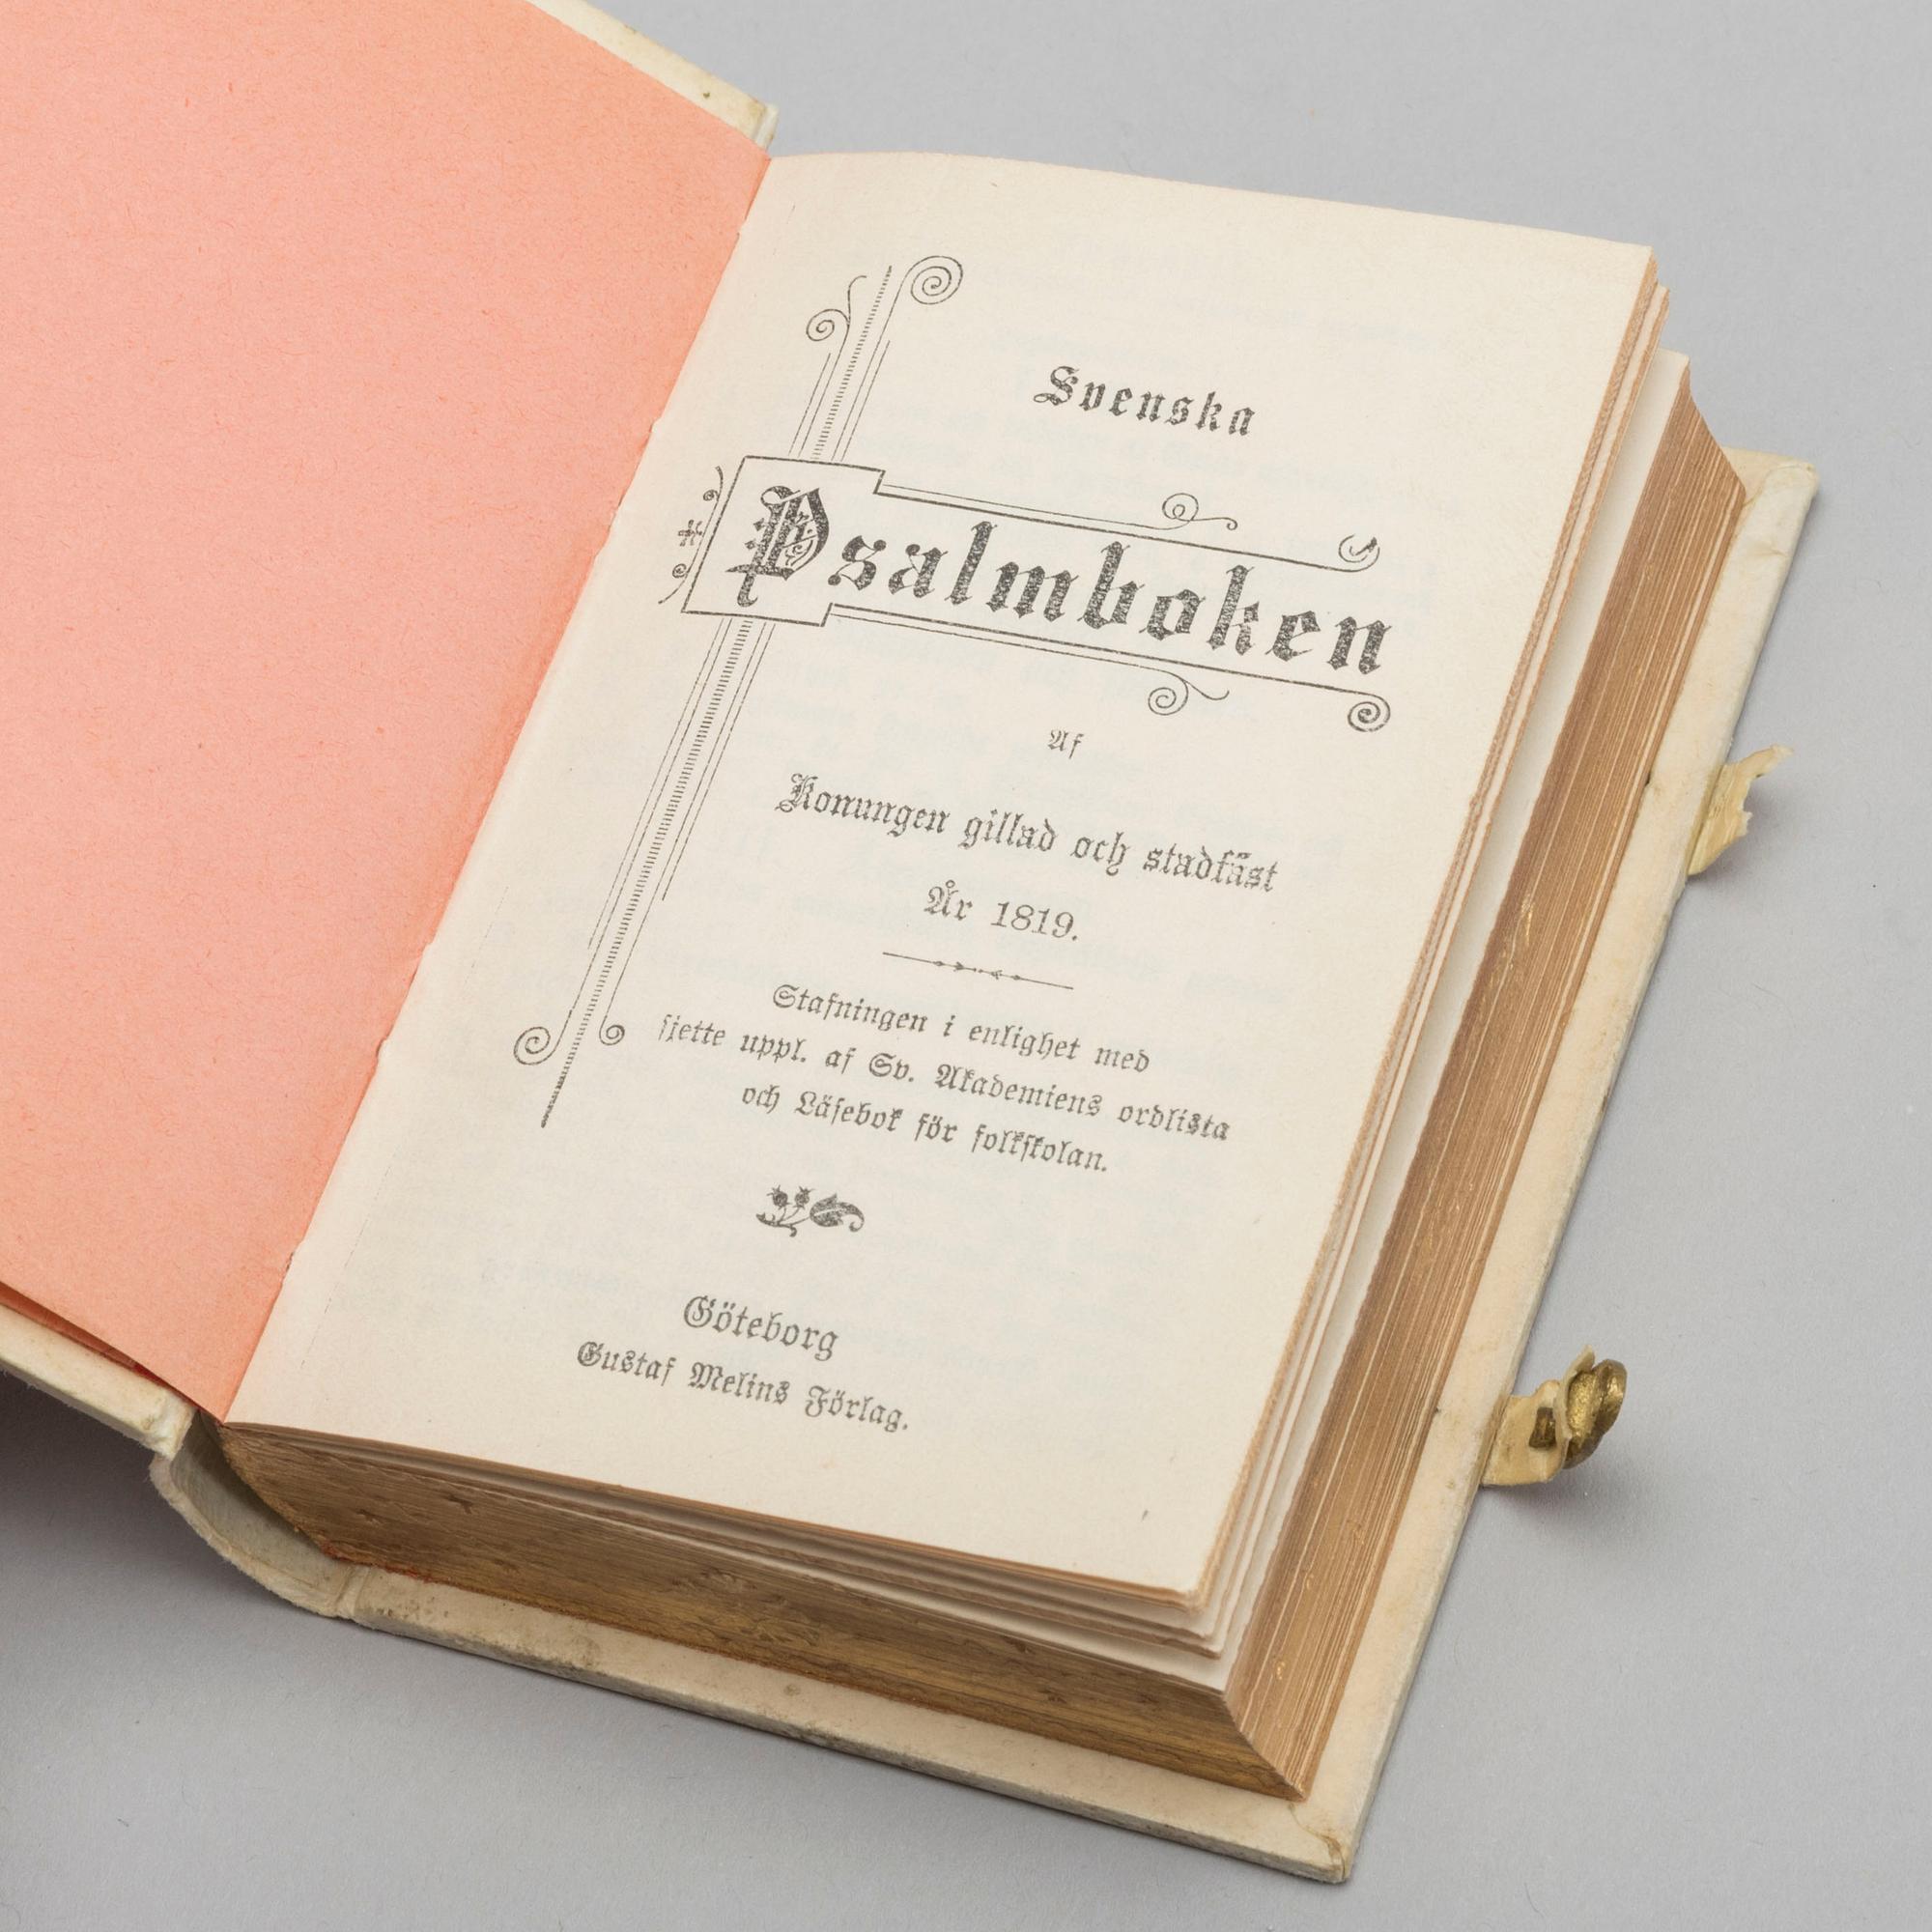 Svenska
Psalmboken
Af
Konungen gillad och stadfäst
År 1819.
Stafningen i enlighet med
sjette uppl. af Sv. Akademiens ordlista
och Läsebok för folkskolan.
Göteborg
Gustaf Melins Förlag.